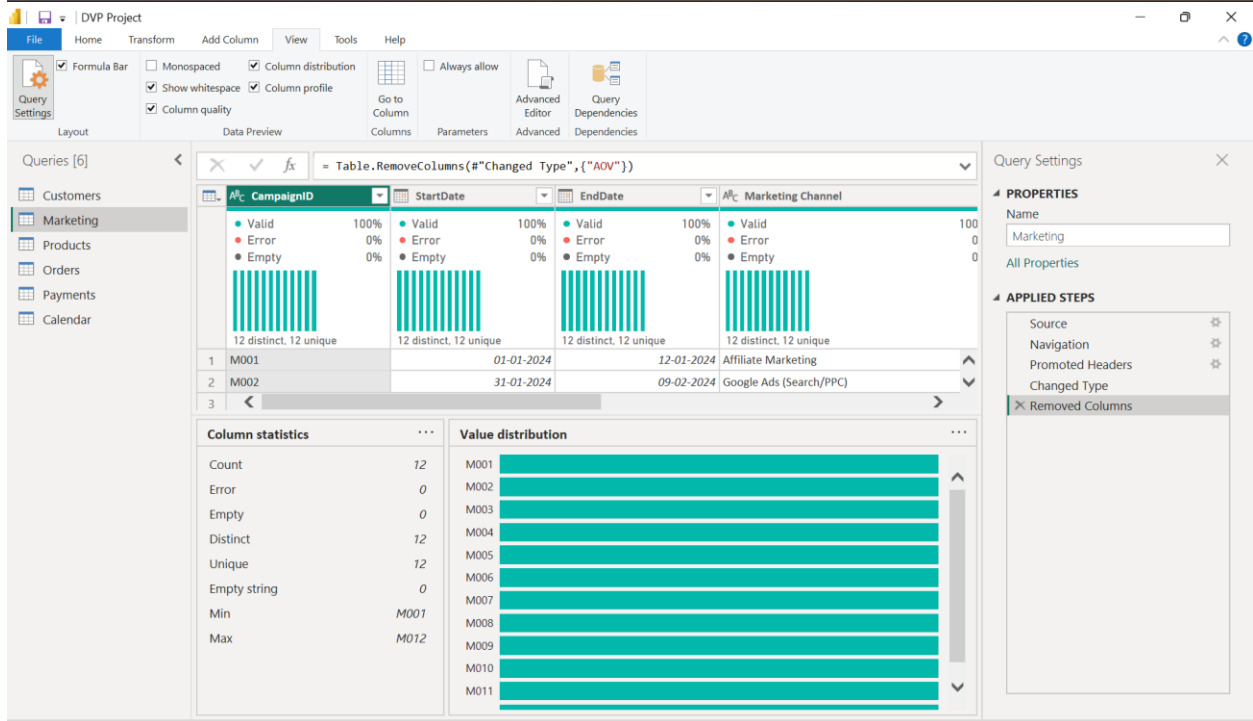 DVP Project
File Home Transform Add Column View Tools Help
Query Settings
Formula Bar
Layout
Monospaced
Show whitespace
Column quality
Column distribution
Column profile
Data Preview
Go to Column
Columns
Always allow
Parameters
Advanced Editor
Advanced
Query Dependencies
Dependencies
Queries [6]
Customers
Marketing
Products
Orders
Payments
Calendar
fx = Table.RemoveColumns(#"Changed Type",{"AOV"})
ABC CampaignID StartDate EndDate ABC Marketing Channel
Valid 100% Valid 100% Valid 100% Valid 100
Error 0% Error 0% Error 0% Error 0
Empty 0% Empty 0% Empty 0% Empty 0
12 distinct, 12 unique 12 distinct, 12 unique 12 distinct, 12 unique 12 distinct, 12 unique
1 M001 01-01-2024 12-01-2024 Affiliate Marketing
2 M002 31-01-2024 09-02-2024 Google Ads (Search/PPC)
3
Column statistics ...
Count 12
Error 0
Empty 0
Distinct 12
Unique 12
Empty string 0
Min M001
Max M012
Value distribution ...
M001
M002
M003
M004
M005
M006
M007
M008
M009
M010
M011
Query Settings
PROPERTIES
Name
Marketing
All Properties
APPLIED STEPS
Source
Navigation
Promoted Headers
Changed Type
Removed Columns